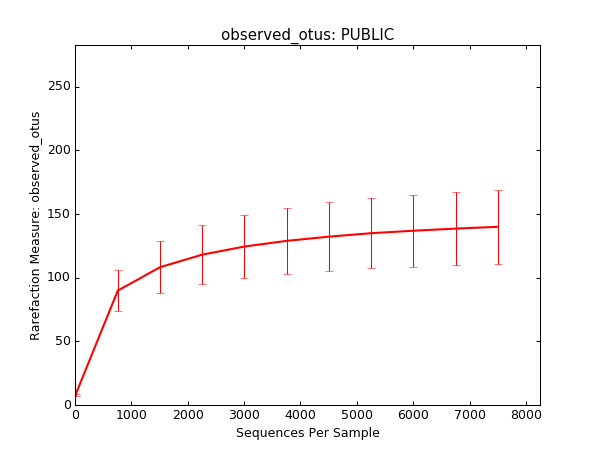 observed_otus: PUBLIC
250
200
150
100
50
0
Rarefaction Measure: observed_otus
0 1000 2000 3000 4000 5000 6000 7000 8000
Sequences Per Sample